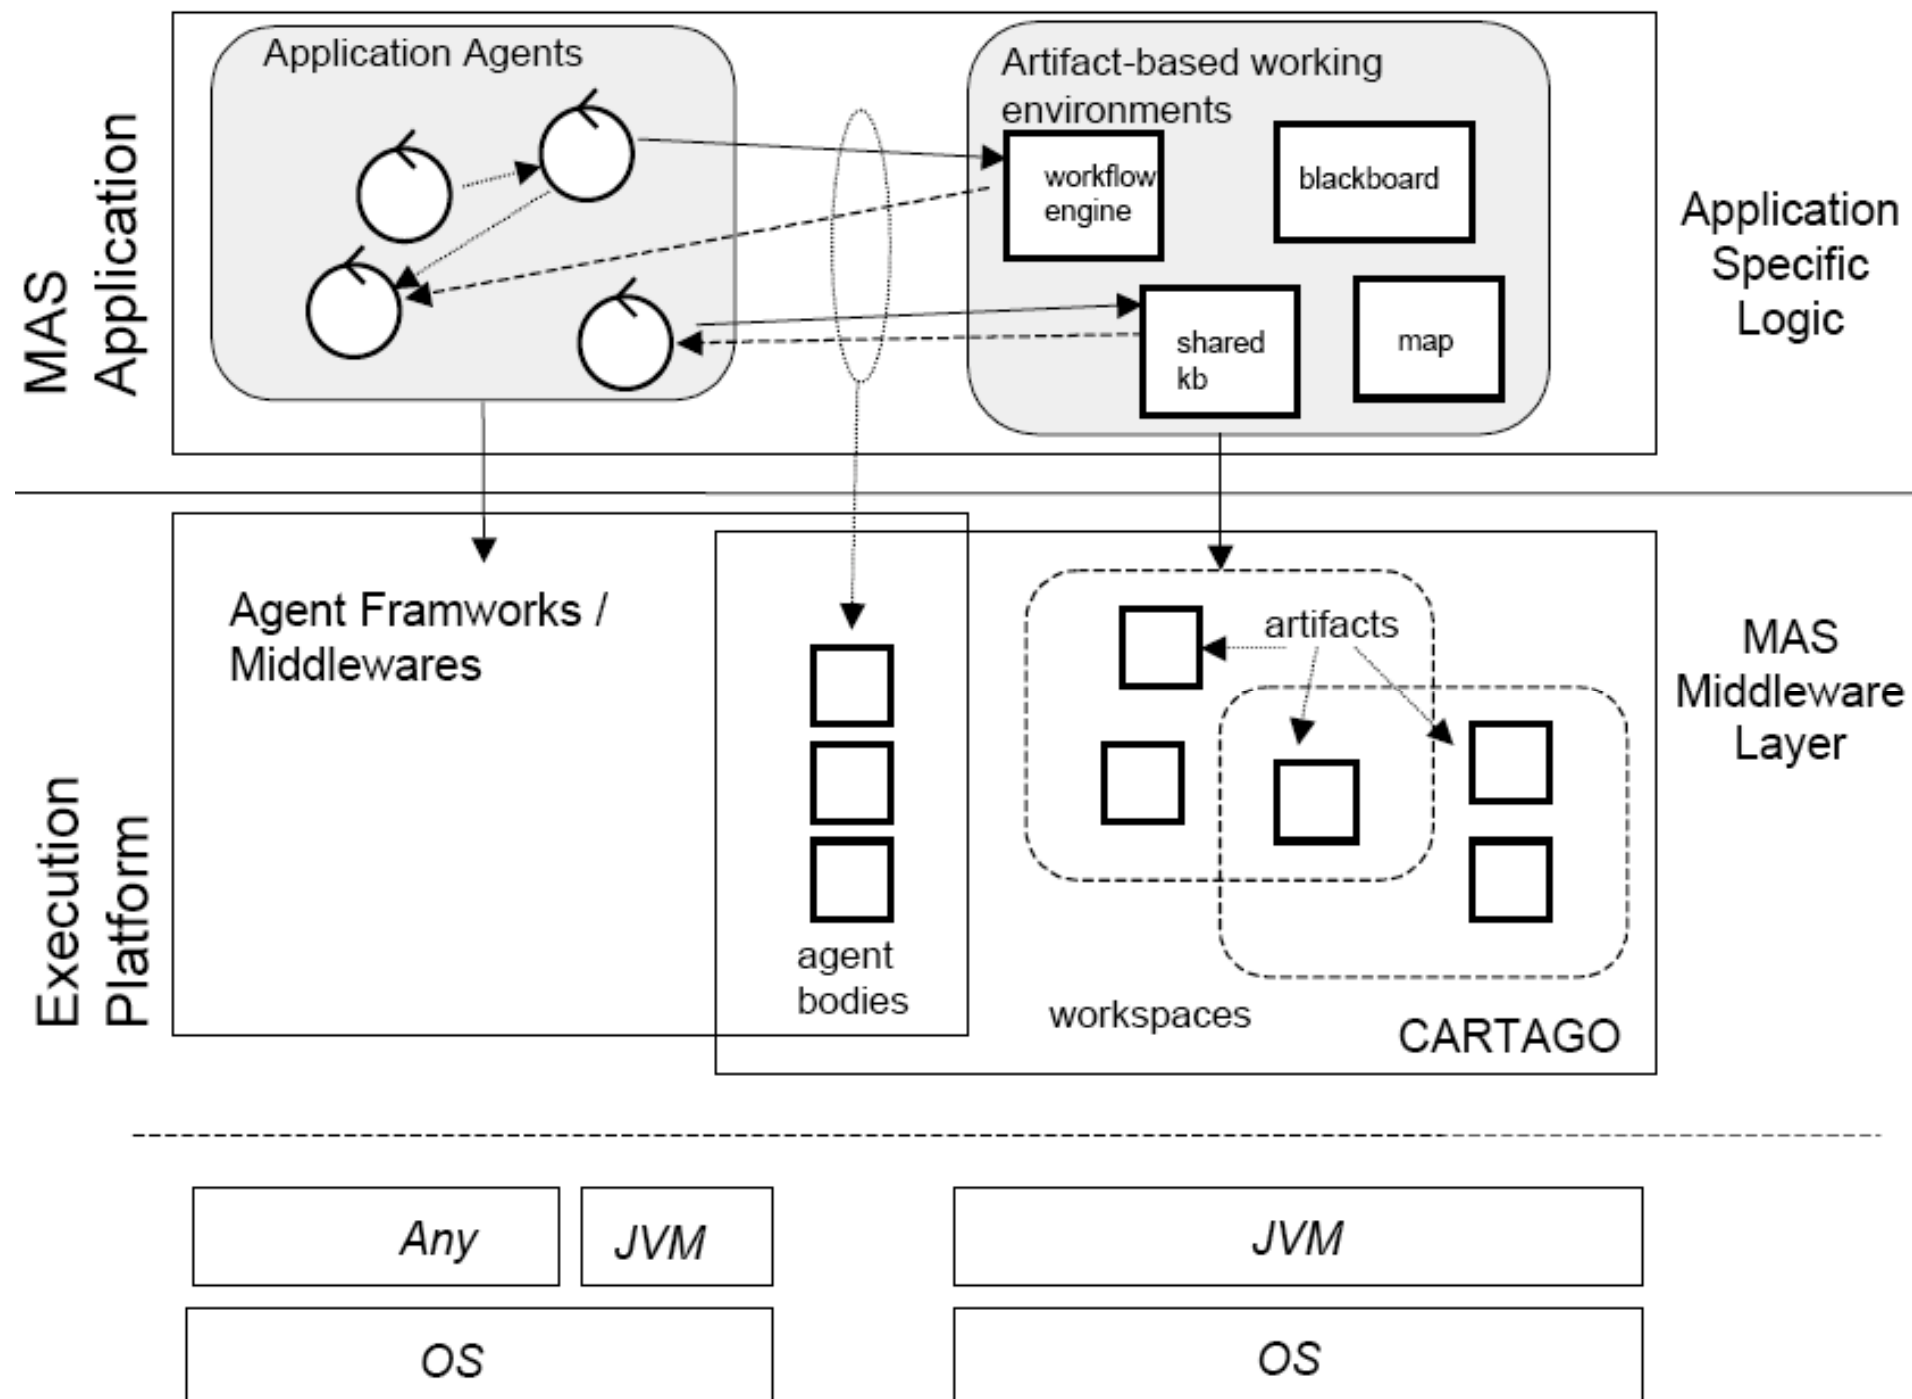 Application Agents
Artifact-based working
environments
workflow
engine
blackboard
shared
kb
map
MAS
Application
Application
Specific
Logic
Agent Framworks /
Middlewares
agent
bodies
artifacts
workspaces
CARTAGO
Execution
Platform
MAS
Middleware
Layer
Any
JVM
JVM
OS
OS